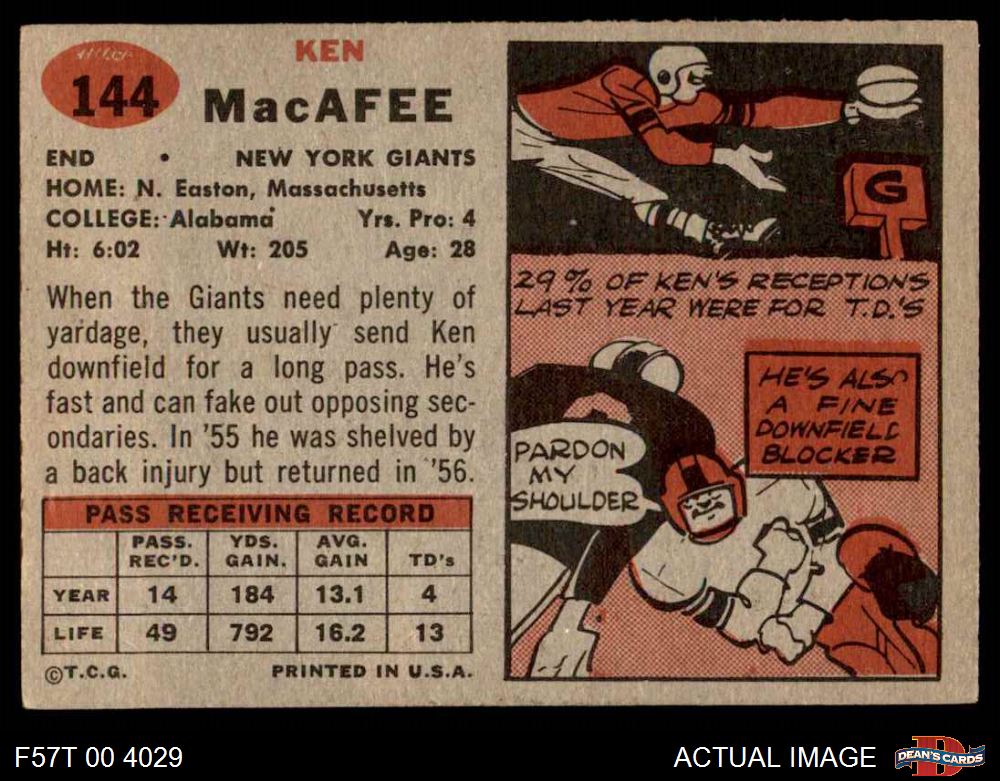 144
KEN
MacAFEE
END • NEW YORK GIANTS
HOME: N. Easton, Massachusetts
COLLEGE: Alabama Yrs. Pro: 4
Ht: 6:02 Wt: 205 Age: 28
When the Giants need plenty of
yardage, they usually send Ken
downfield for a long pass. He's
fast and can fake out opposing sec-
ondaries. In '55 he was shelved by
a back injury but returned in '56.
PASS RECEIVING RECORD
PASS. REC'D. YDS. GAIN. AVG. GAIN TD's
YEAR 14 184 13.1 4
LIFE 49 792 16.2 13
©T.C.G. PRINTED IN U.S.A.
G
29% OF KEN'S RECEPTIONS
LAST YEAR WERE FOR T.D.'S
HE'S ALSO
A FINE
DOWNFIELD
BLOCKER
PARDON
MY
SHOULDER
F57T 00 4029
ACTUAL IMAGE
DEAN'S CARDS